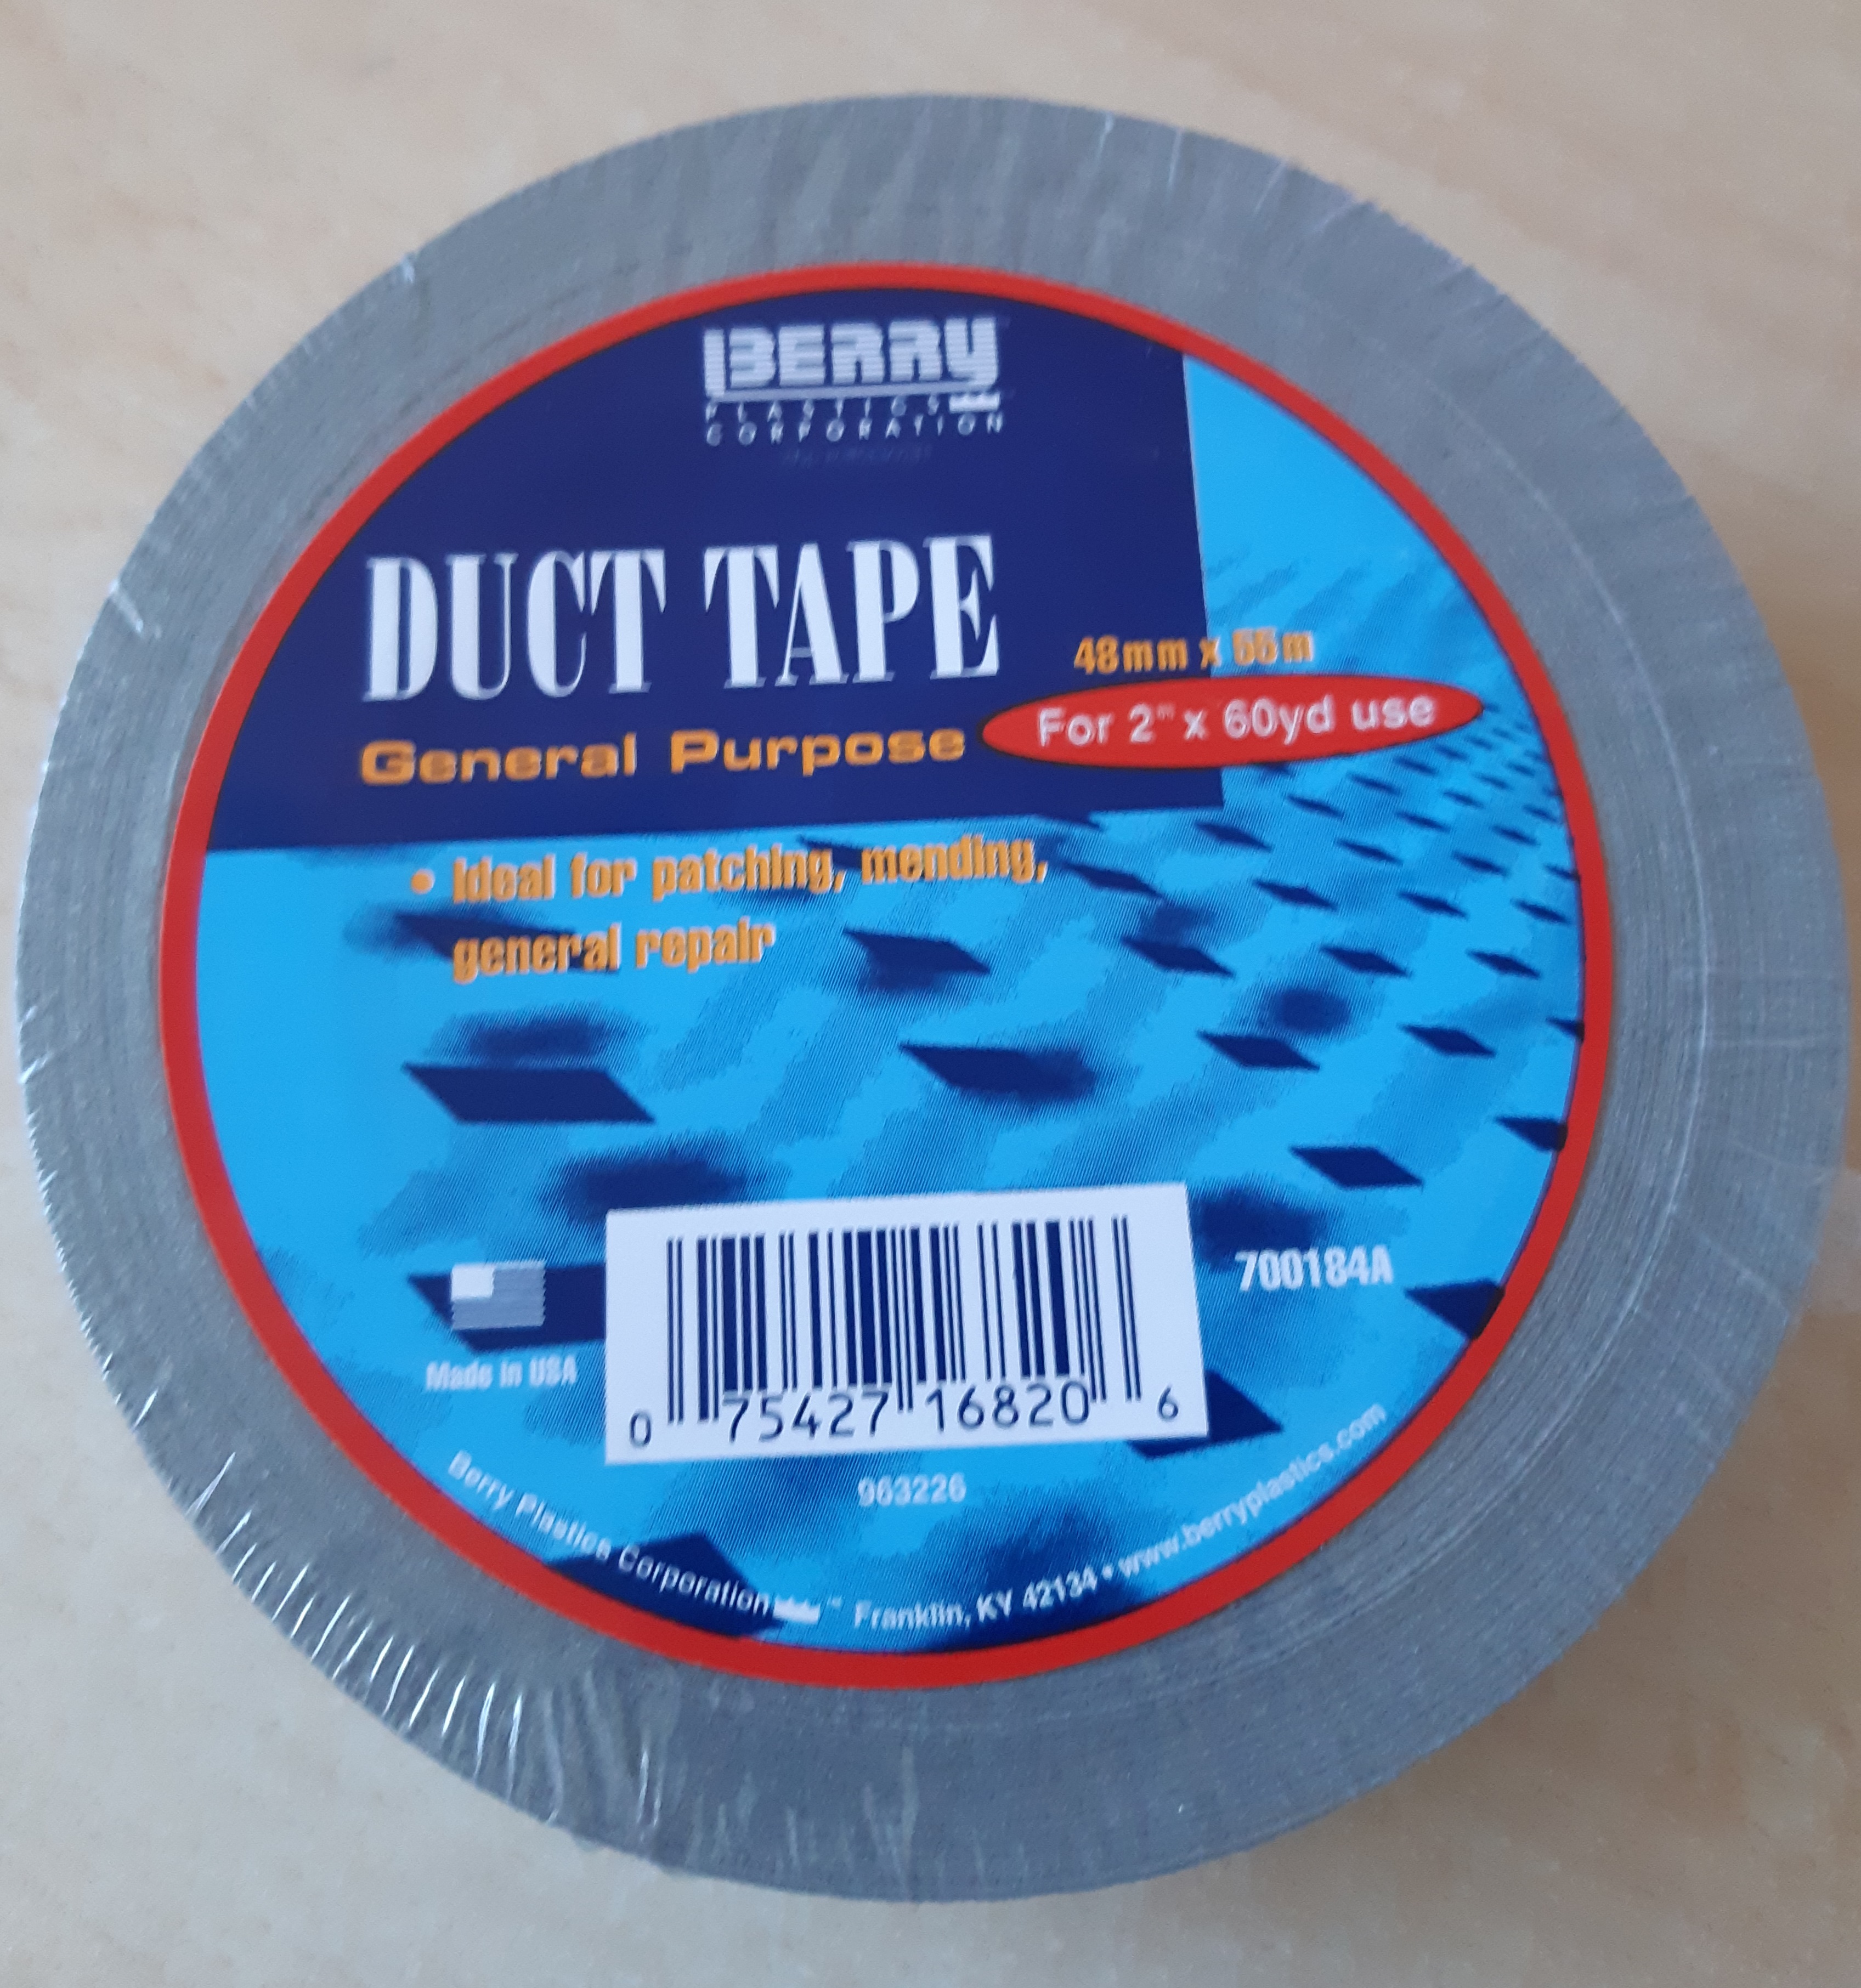 BERRY
PLASTICS
CORPORATION
DUCT TAPE
48mm x 55m
For 2" x 60yd use
General Purpose
• Ideal for patching, mending,
general repair
700184A
Made in USA
0 75427 16820 6
963226
Berry Plastics Corporation™ Franklin, KY 42134 • www.berryplastics.com